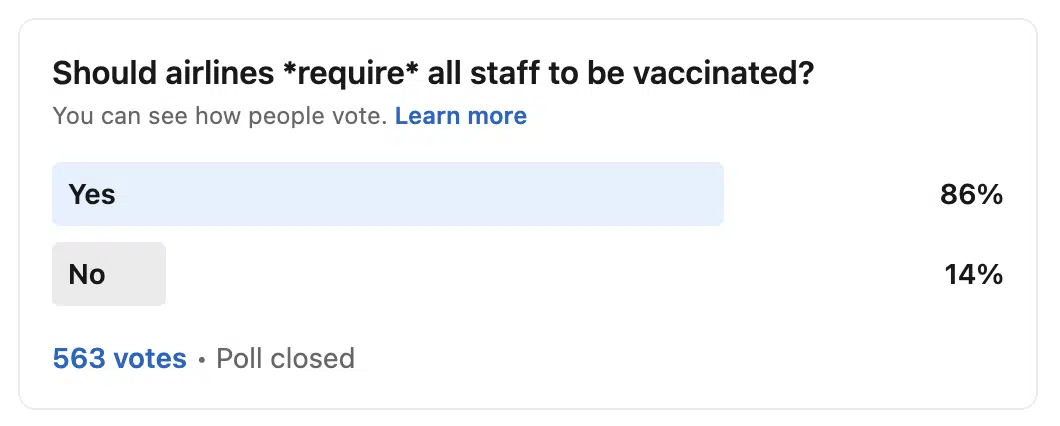 Should airlines *require* all staff to be vaccinated?
You can see how people vote. Learn more
Yes 86%
No 14%
563 votes • Poll closed